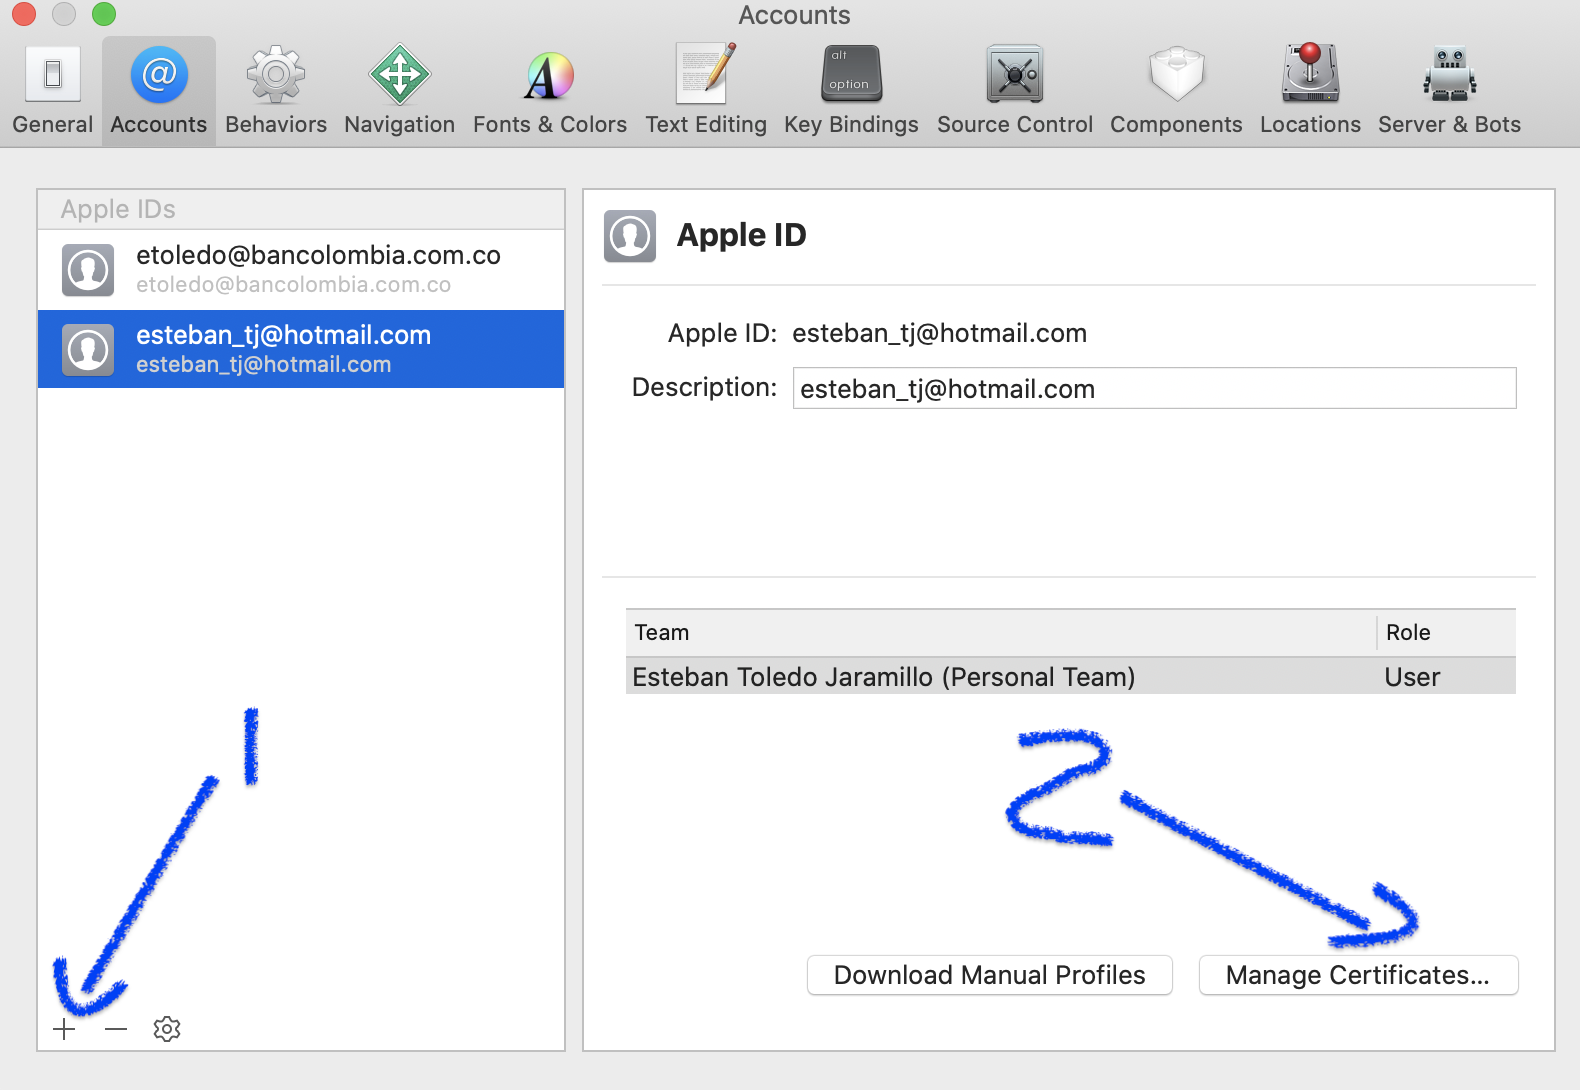 Accounts
alt
option
General Accounts Behaviors Navigation Fonts & Colors Text Editing Key Bindings Source Control Components Locations Server & Bots
Apple IDs
etoledo@bancolombia.com.co
etoledo@bancolombia.com.co
esteban_tj@hotmail.com
esteban_tj@hotmail.com
Apple ID
Apple ID: esteban_tj@hotmail.com
Description: esteban_tj@hotmail.com
Team Role
Esteban Toledo Jaramillo (Personal Team) User
1
2
Download Manual Profiles Manage Certificates...